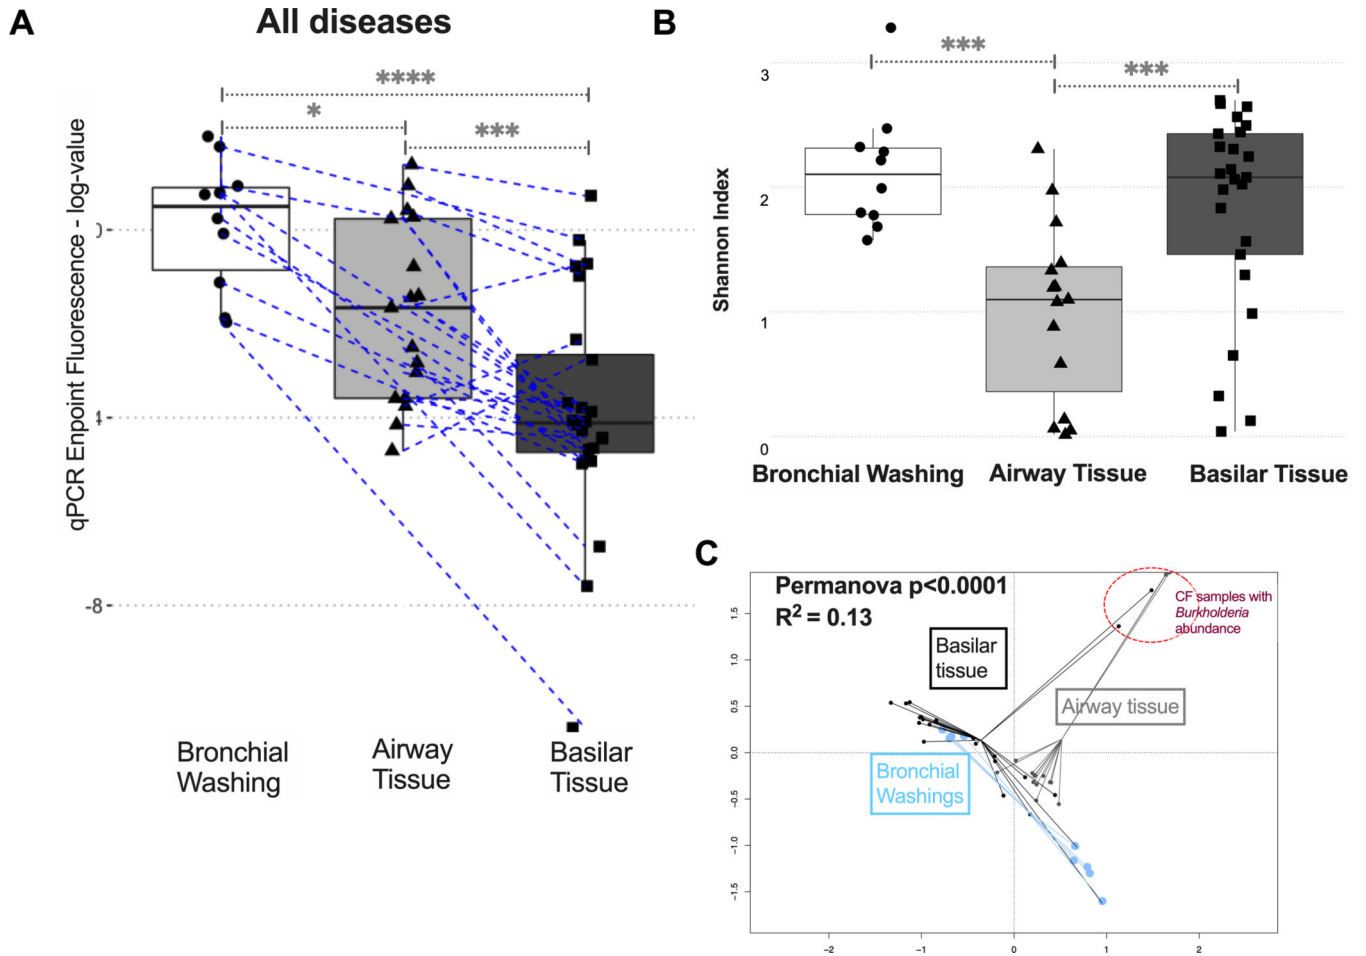 A
All diseases
****
*
***
qPCR Enpoint Fluorescence - log-value
-8
Bronchial
Washing
Airway
Tissue
Basilar
Tissue
B
***
***
Shannon Index
3
2
1
0
Bronchial Washing
Airway Tissue
Basilar Tissue
C
Permanova p<0.0001
R2 = 0.13
CF samples with
Burkholderia
abundance
Basilar
tissue
Airway tissue
Bronchial
Washings
1.5
1.0
0.5
0.0
−0.5
−1.0
−1.5
−2
−1
0
1
2